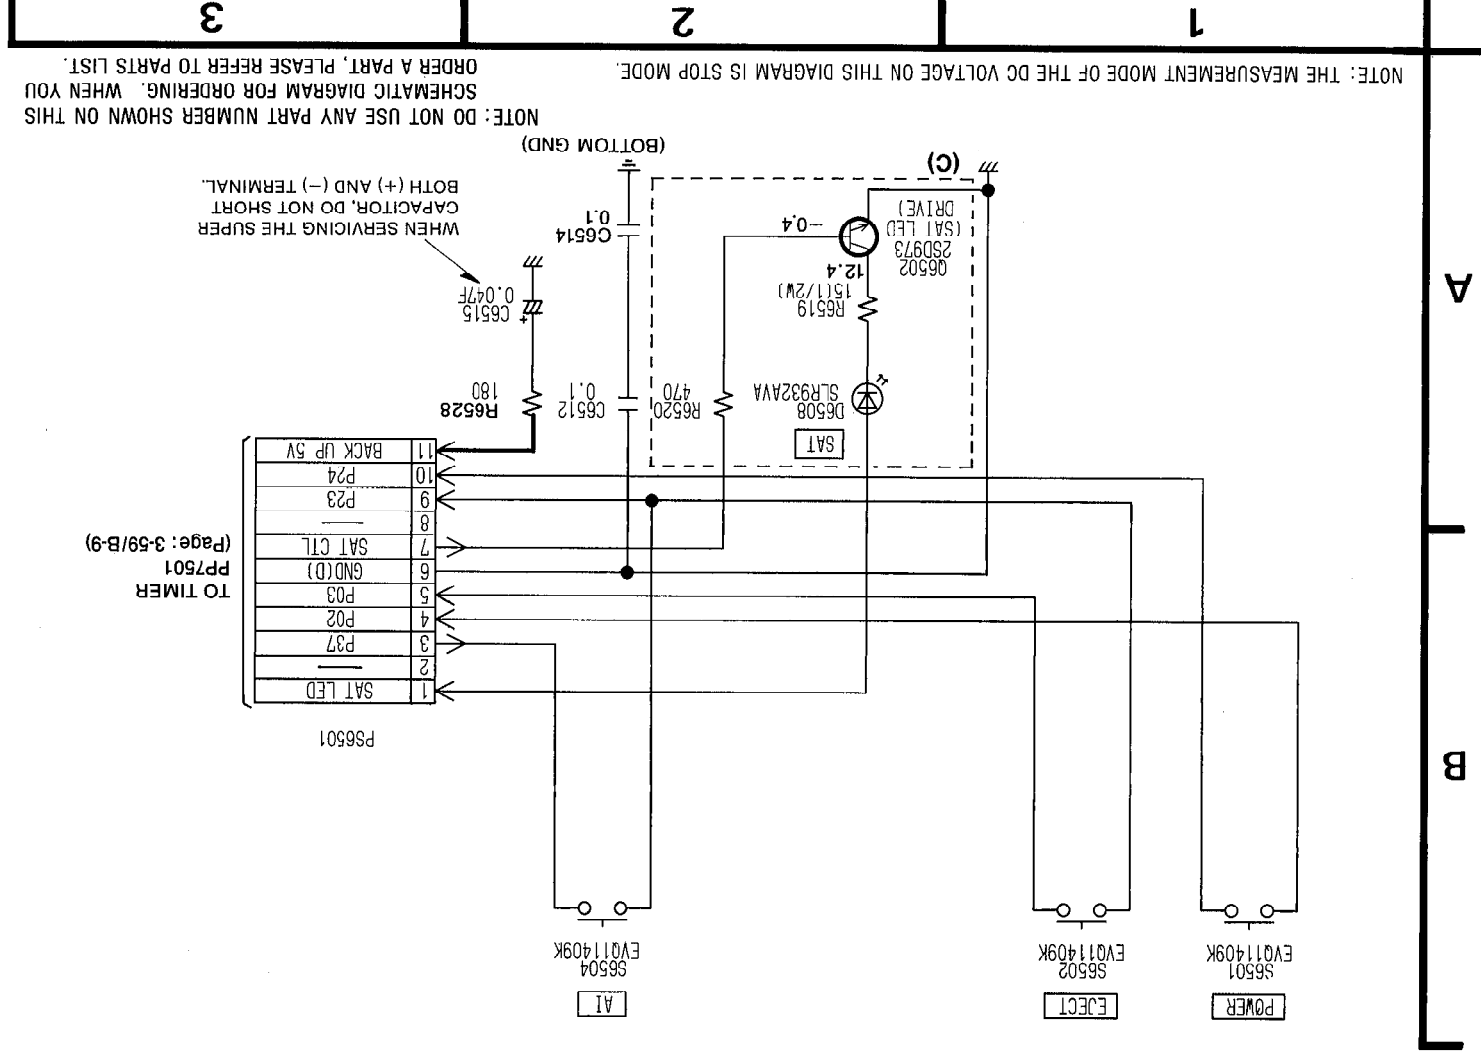 POWER
S6501
EVQ11409K
EJECT
S6502
EVQ11409K
AI
S6504
EVQ11409K
B
PS6501
1 SAT LED
2 —
3 P37
4 P02
5 P03
6 GND(D)
7 SAT CTL
8 —
9 P23
10 P24
11 BACK UP 5V
TO TIMER
PP7501
(Page: 3-59/B-9)
SAT
D6508
SLR932AVA
R6520
470
C6512
0.1
R6528
180
A
R6519
15(1/2W)
12.4
Q6502
2SD973
(SAT LED
DRIVE)
-0.4
(C)
C6514
0.1
C6515
0.047F
+
WHEN SERVICING THE SUPER
CAPACITOR, DO NOT SHORT
BOTH (+) AND (-) TERMINAL.
(BOTTOM GND)
NOTE: THE MEASUREMENT MODE OF THE DC VOLTAGE ON THIS DIAGRAM IS STOP MODE.
NOTE: DO NOT USE ANY PART NUMBER SHOWN ON THIS
SCHEMATIC DIAGRAM FOR ORDERING. WHEN YOU
ORDER A PART, PLEASE REFER TO PARTS LIST.
1
2
3